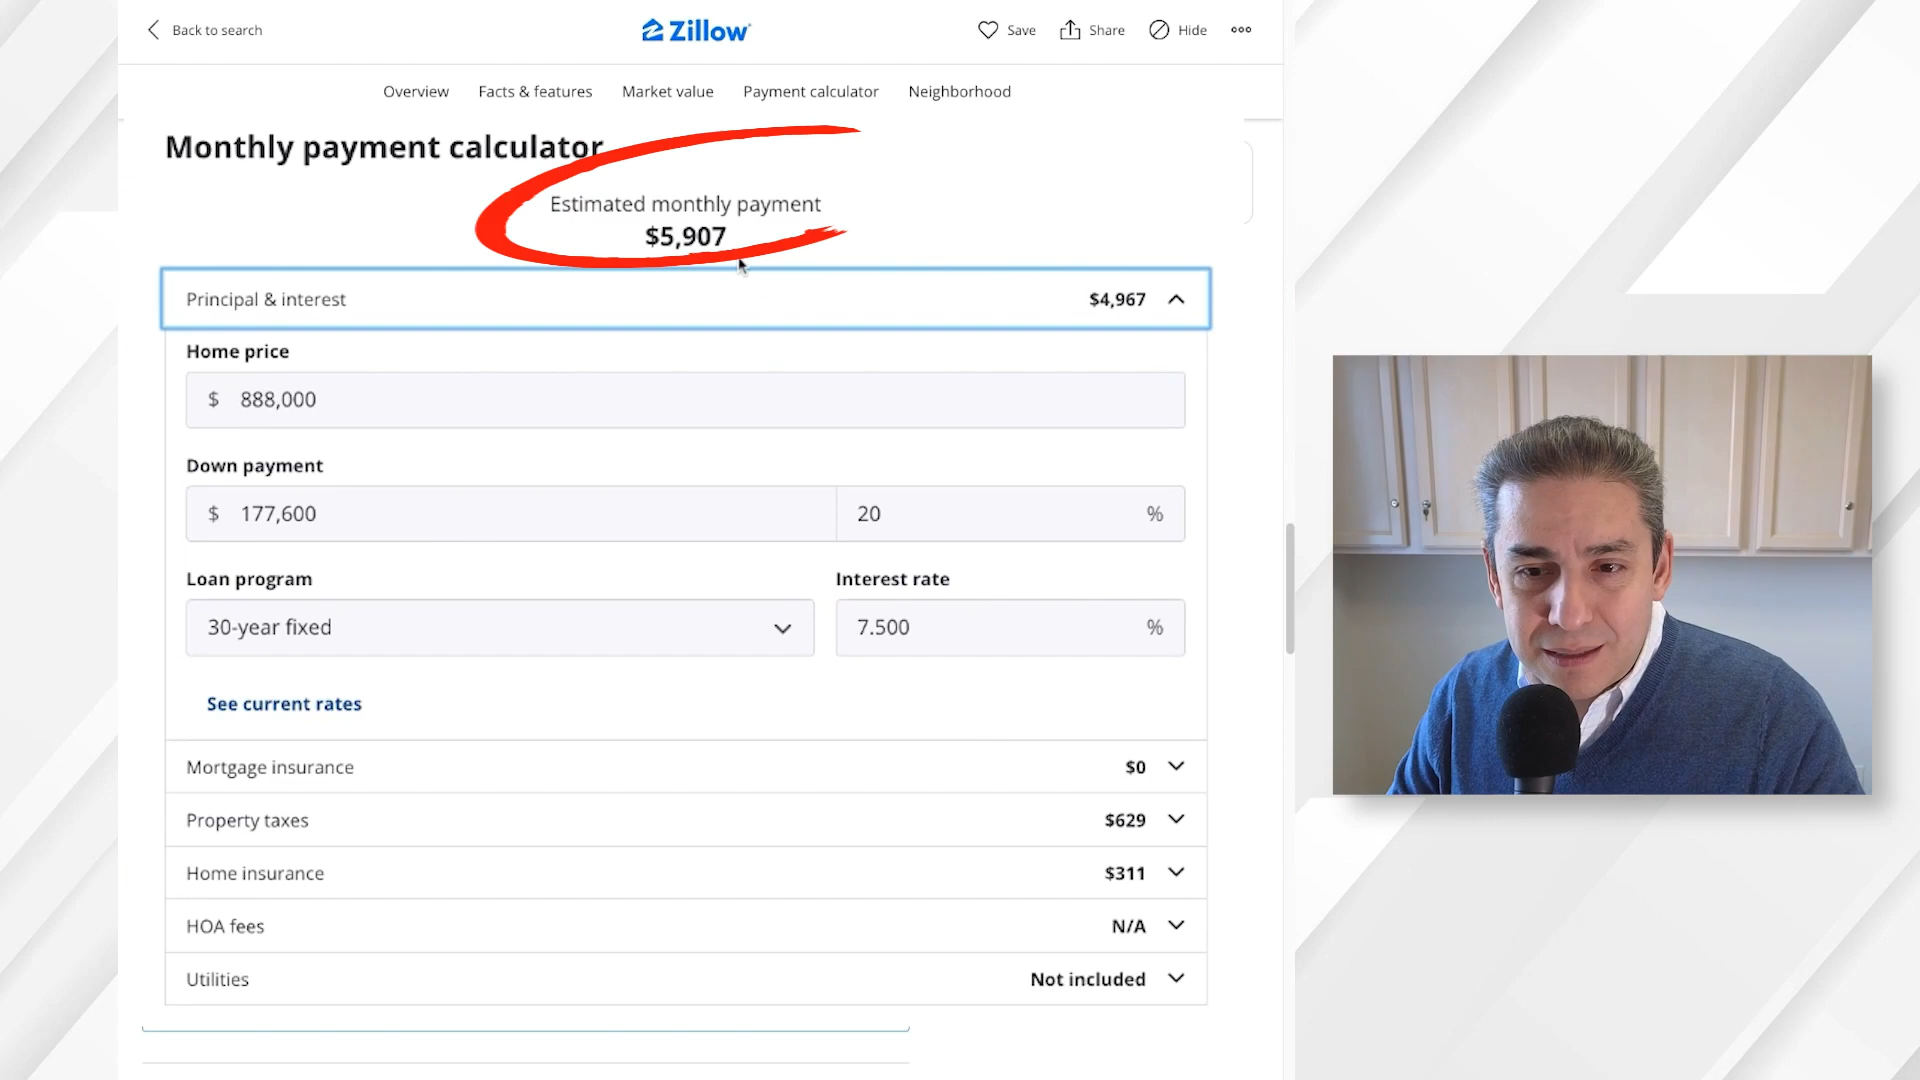 Back to search
Zillow
Save
Share
Hide
Overview
Facts & features
Market value
Payment calculator
Neighborhood
Monthly payment calculator
Estimated monthly payment
$5,907
Principal & interest
$4,967
Home price
$ 888,000
Down payment
$ 177,600
20 %
Loan program
Interest rate
30-year fixed
7.500 %
See current rates
Mortgage insurance
$0
Property taxes
$629
Home insurance
$311
HOA fees
N/A
Utilities
Not included